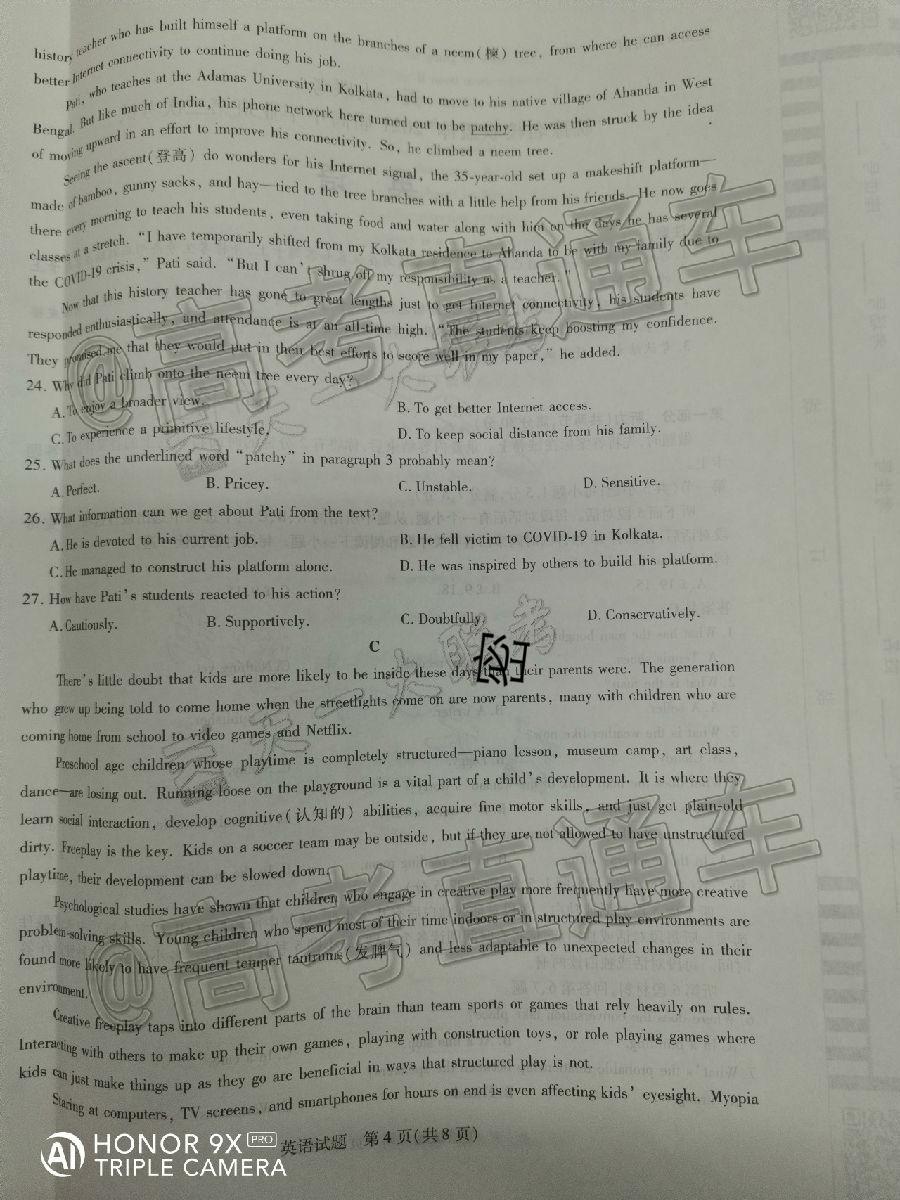 history teacher who has built himself a platform on the branches of a neem(楝) tree, from where he can access
better Internet connectivity to continue doing his job.
Pati, who teaches at the Adamas University in Kolkata, had to move to his native village of Ahanda in West
Bengal. But like much of India, his phone network here turned out to be patchy. He was then struck by the idea
of moving upward in an effort to improve his connectivity. So, he climbed a neem tree.
Seeing the ascent(登高) do wonders for his Internet signal, the 35-year-old set up a makeshift platform—
made of bamboo, gunny sacks, and hay—tied to the tree branches with a little help from his friends. He now goes
there every morning to teach his students, even taking food and water along with him on the days he has several
classes at a stretch. "I have temporarily shifted from my Kolkata residence to Ahanda to be with my family due to
the COVID-19 crisis," Pati said. "But I can't shrug off my responsibility as a teacher."
Now that this history teacher has gone to great lengths just to get Internet connectivity, his students have
responded enthusiastically, and attendance is at an all-time high. "The students keep boosting my confidence.
They promised me that they would put in their best efforts to score well in my paper," he added.
24. Why did Pati climb onto the neem tree every day?
A. To enjoy a broader view.
B. To get better Internet access.
C. To experience a primitive lifestyle.
D. To keep social distance from his family.
25. What does the underlined word "patchy" in paragraph 3 probably mean?
A. Perfect.
B. Pricey.
C. Unstable.
D. Sensitive.
26. What information can we get about Pati from the text?
A. He is devoted to his current job.
B. He fell victim to COVID-19 in Kolkata.
C. He managed to construct his platform alone.
D. He was inspired by others to build his platform.
27. How have Pati's students reacted to his action?
A. Cautiously.
B. Supportively.
C. Doubtfully.
D. Conservatively.
C
密
There's little doubt that kids are more likely to be inside these days than their parents were. The generation
who grew up being told to come home when the streetlights come on are now parents, many with children who are
coming home from school to video games and Netflix.
Preschool age children whose playtime is completely structured—piano lesson, museum camp, art class,
dance—are losing out. Running loose on the playground is a vital part of a child's development. It is where they
learn social interaction, develop cognitive(认知的) abilities, acquire fine motor skills, and just get plain-old
dirty. Freeplay is the key. Kids on a soccer team may be outside, but if they are not allowed to have unstructured
playtime, their development can be slowed down.
Psychological studies have shown that children who engage in creative play more frequently have more creative
problem-solving skills. Young children who spend most of their time indoors or in structured play environments are
found more likely to have frequent temper tantrums(发脾气) and less adaptable to unexpected changes in their
environment.
Creative freeplay taps into different parts of the brain than team sports or games that rely heavily on rules.
Interacting with others to make up their own games, playing with construction toys, or role playing games where
kids can just make things up as they go are beneficial in ways that structured play is not.
Staring at computers, TV screens, and smartphones for hours on end is even affecting kids' eyesight. Myopia
英语试题 第4页(共8页)
@高考直通车
天一大联考
@高考直通车
天一大联考
HONOR 9X PRO
TRIPLE CAMERA
AI